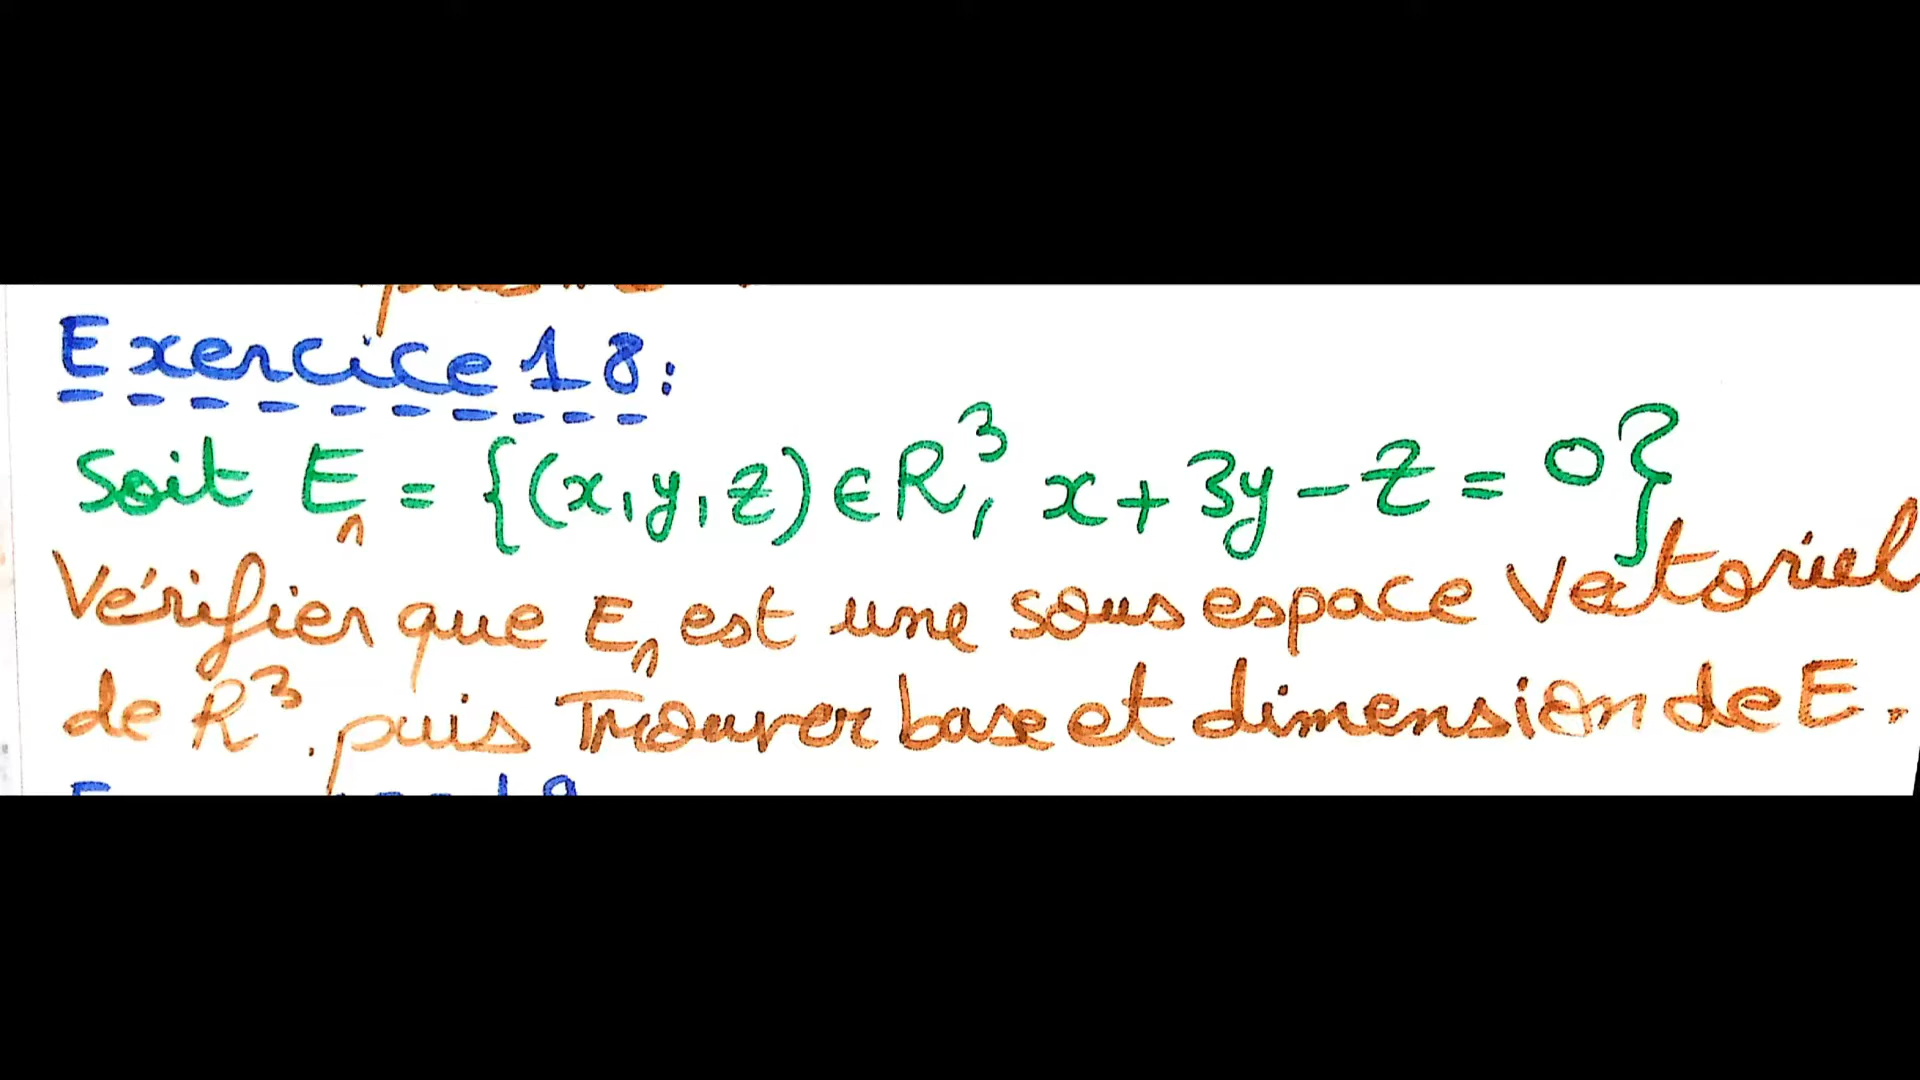 Exercice 18:
Soit E₁ = {(x,y,z) ∈ R³, x + 3y - z = 0}
Vérifier que E₁ est une sous espace Vectoriel
de R³. puis Trouver base et dimension de E.